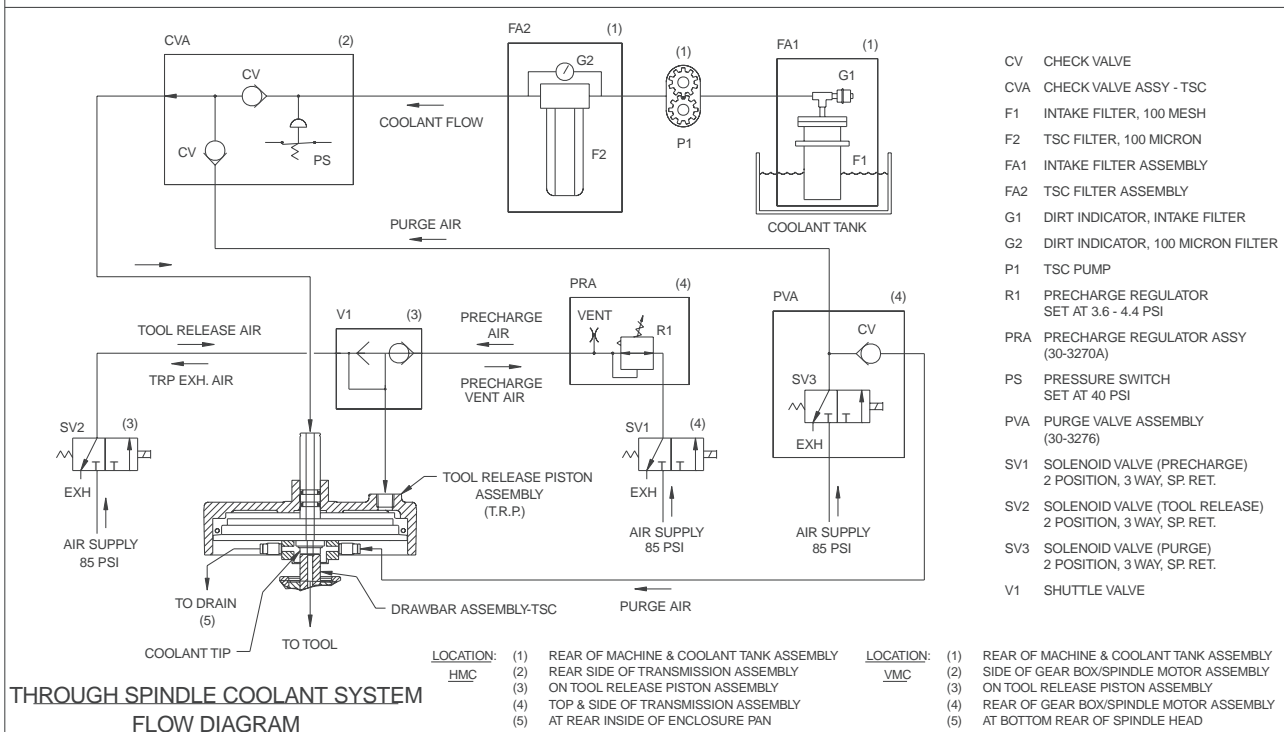 CVA (2)
CV
CV
PS
COOLANT FLOW
FA2 (1)
G2
F2
(1)
P1
FA1 (1)
G1
F1
COOLANT TANK
PURGE AIR
TOOL RELEASE AIR
TRP EXH. AIR
V1 (3)
PRECHARGE
AIR
PRECHARGE
VENT AIR
PRA (4)
VENT
R1
PVA (4)
CV
SV3
EXH
AIR SUPPLY
85 PSI
SV2 (3)
EXH
AIR SUPPLY
85 PSI
SV1 (4)
EXH
AIR SUPPLY
85 PSI
TOOL RELEASE PISTON
ASSEMBLY
(T.R.P.)
PURGE AIR
DRAWBAR ASSEMBLY-TSC
TO DRAIN
(5)
COOLANT TIP
TO TOOL
CV CHECK VALVE
CVA CHECK VALVE ASSY - TSC
F1 INTAKE FILTER, 100 MESH
F2 TSC FILTER, 100 MICRON
FA1 INTAKE FILTER ASSEMBLY
FA2 TSC FILTER ASSEMBLY
G1 DIRT INDICATOR, INTAKE FILTER
G2 DIRT INDICATOR, 100 MICRON FILTER
P1 TSC PUMP
R1 PRECHARGE REGULATOR
SET AT 3.6 - 4.4 PSI
PRA PRECHARGE REGULATOR ASSY
(30-3270A)
PS PRESSURE SWITCH
SET AT 40 PSI
PVA PURGE VALVE ASSEMBLY
(30-3276)
SV1 SOLENOID VALVE (PRECHARGE)
2 POSITION, 3 WAY, SP. RET.
SV2 SOLENOID VALVE (TOOL RELEASE)
2 POSITION, 3 WAY, SP. RET.
SV3 SOLENOID VALVE (PURGE)
2 POSITION, 3 WAY, SP. RET.
V1 SHUTTLE VALVE
LOCATION:
HMC
(1) REAR OF MACHINE & COOLANT TANK ASSEMBLY
(2) REAR SIDE OF TRANSMISSION ASSEMBLY
(3) ON TOOL RELEASE PISTON ASSEMBLY
(4) TOP & SIDE OF TRANSMISSION ASSEMBLY
(5) AT REAR INSIDE OF ENCLOSURE PAN
LOCATION:
VMC
(1) REAR OF MACHINE & COOLANT TANK ASSEMBLY
(2) SIDE OF GEAR BOX/SPINDLE MOTOR ASSEMBLY
(3) ON TOOL RELEASE PISTON ASSEMBLY
(4) REAR OF GEAR BOX/SPINDLE MOTOR ASSEMBLY
(5) AT BOTTOM REAR OF SPINDLE HEAD
THROUGH SPINDLE COOLANT SYSTEM
FLOW DIAGRAM